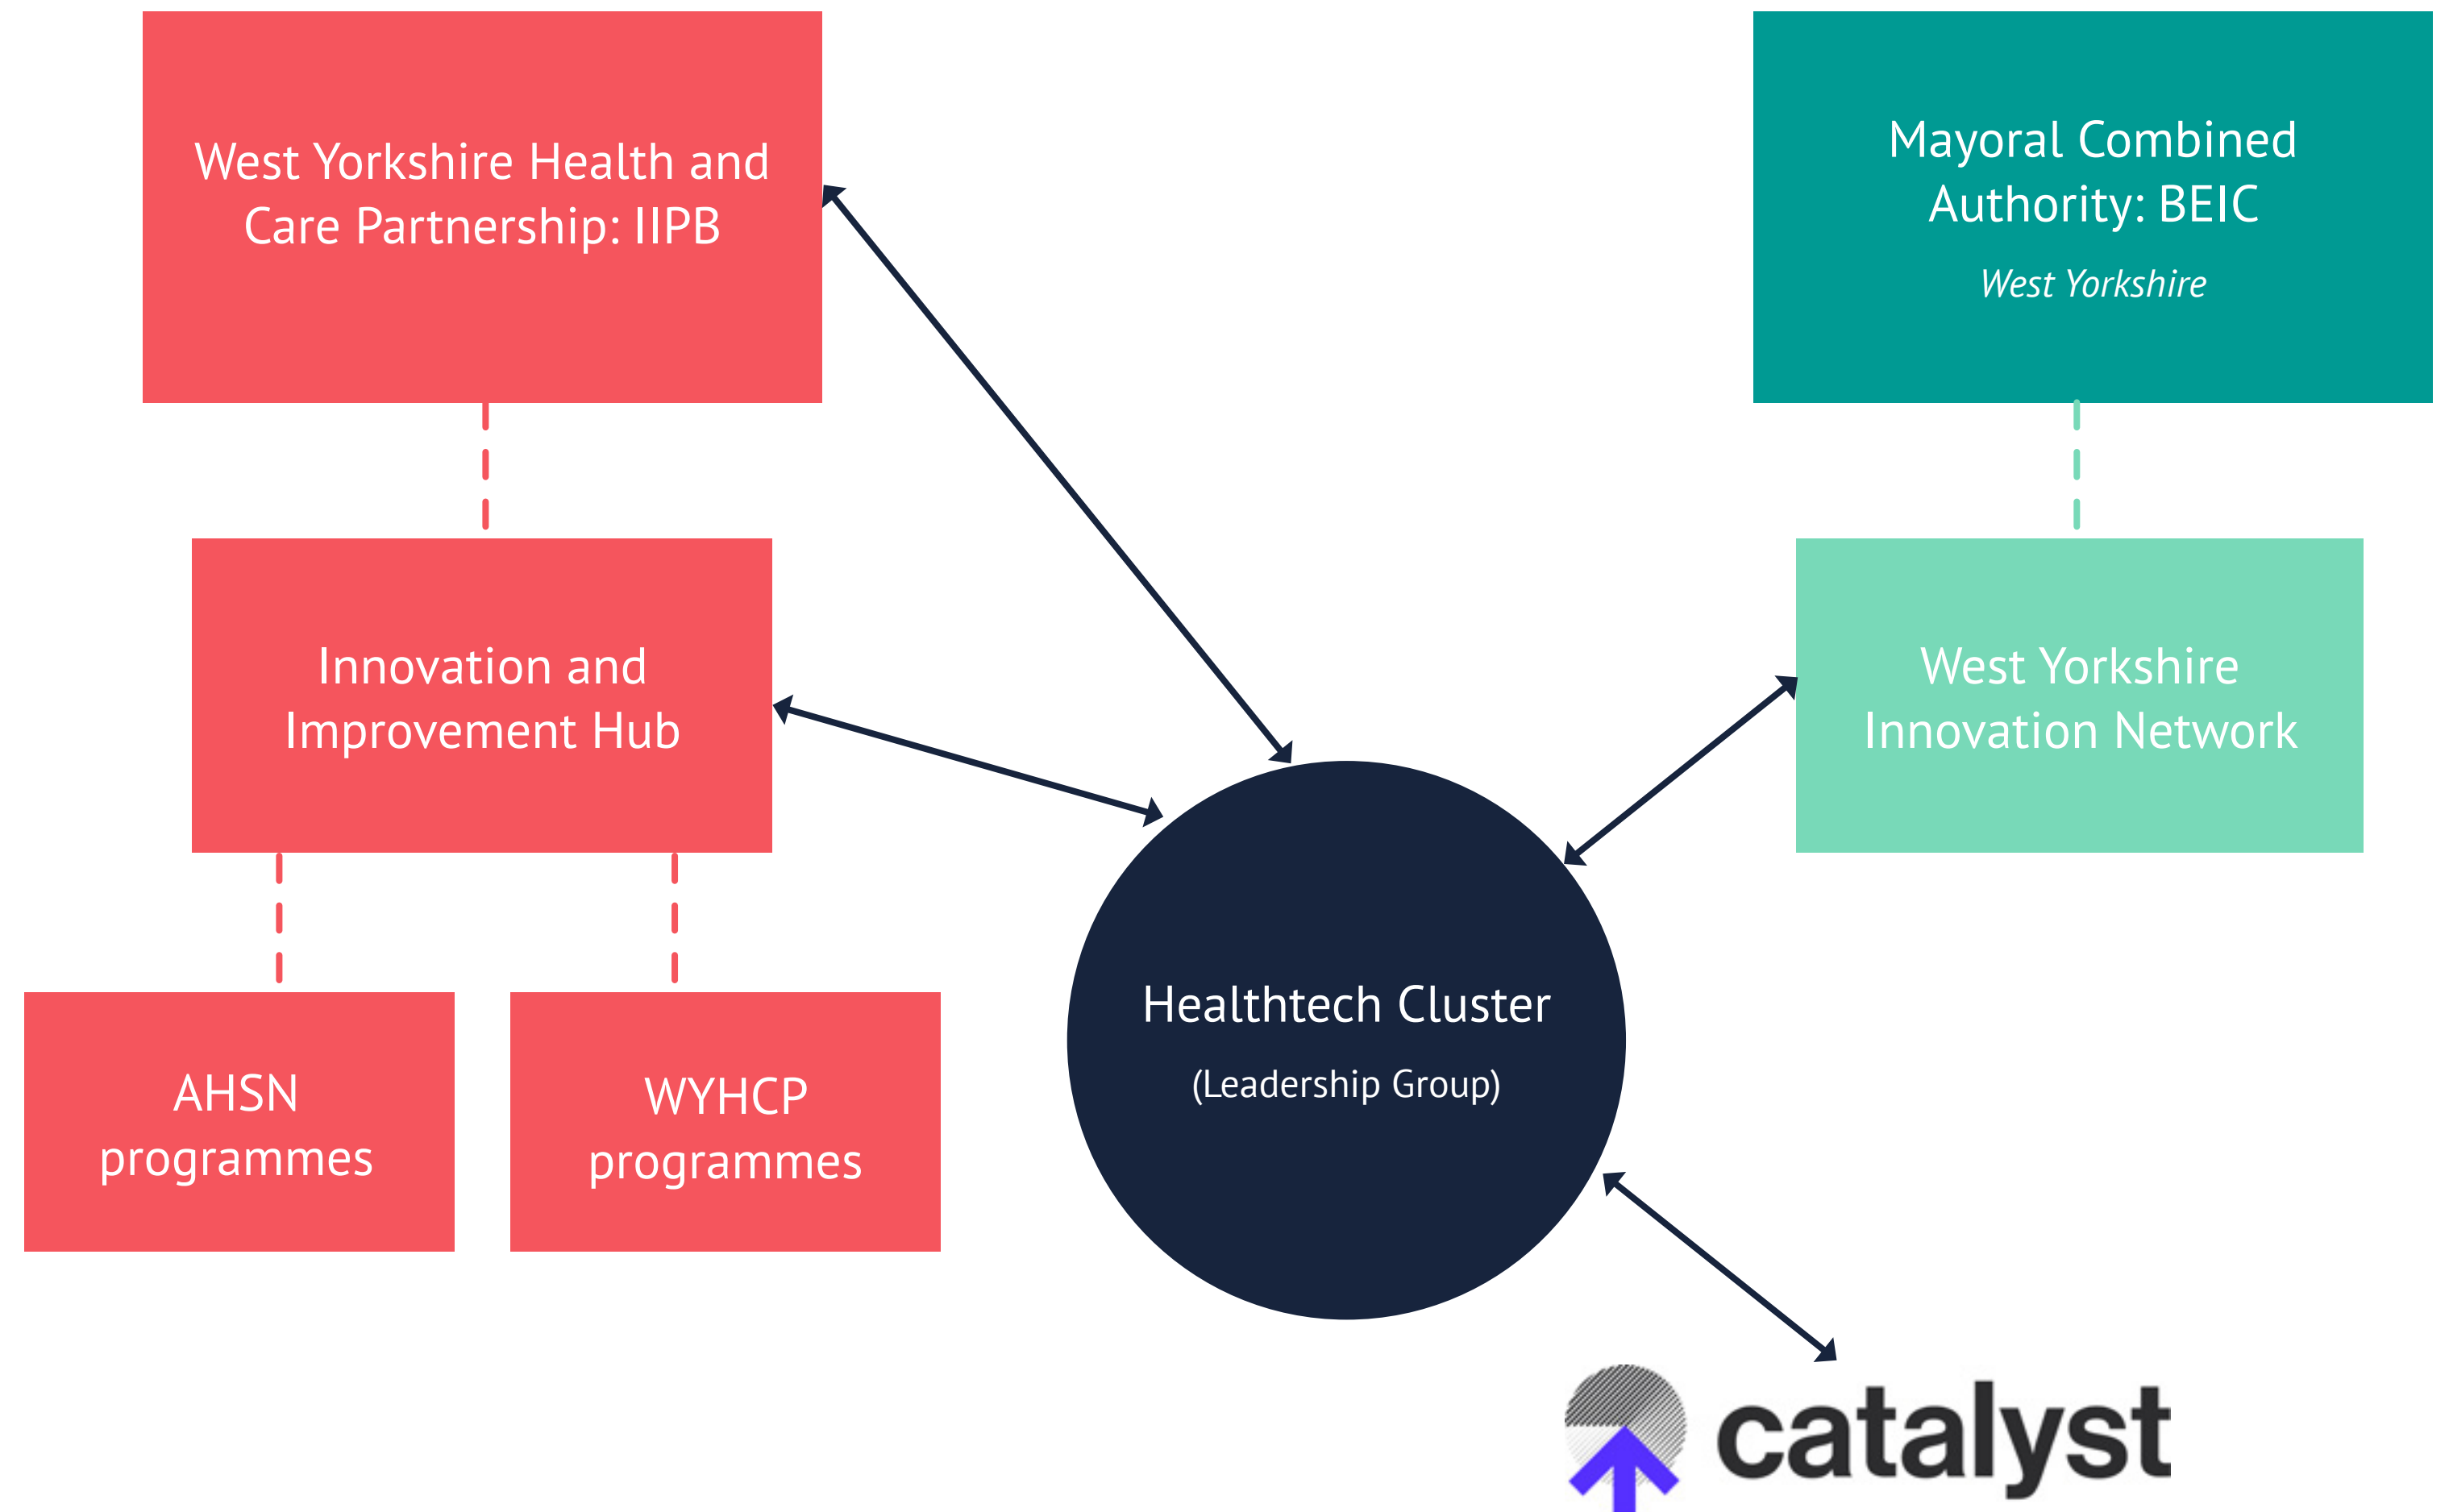 West Yorkshire Health and
Care Partnership: IIPB
Mayoral Combined
Authority: BEIC
West Yorkshire
Innovation and
Improvement Hub
West Yorkshire
Innovation Network
Healthtech Cluster
(Leadership Group)
AHSN
programmes
WYHCP
programmes
catalyst